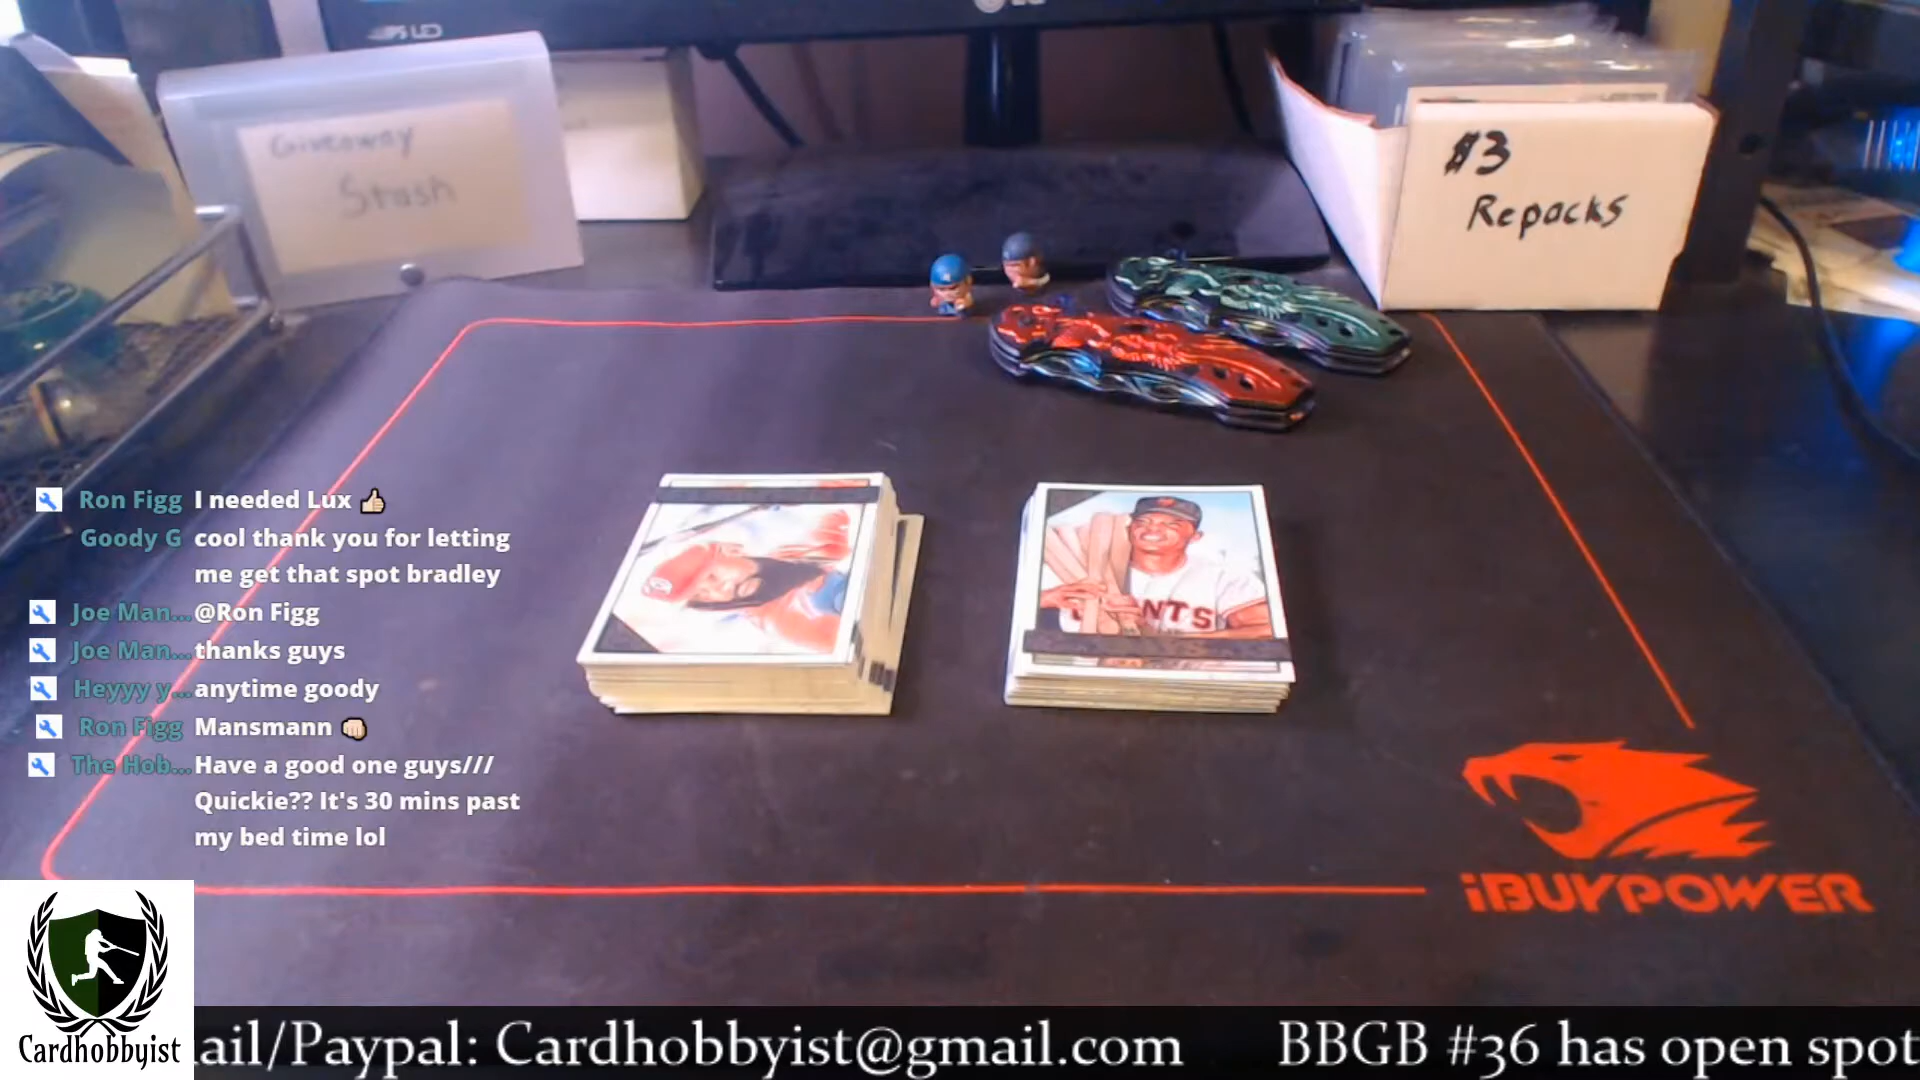 Giveaway
Stash
#3
Repacks
Ron Figg I needed Lux
Goody G cool thank you for letting
me get that spot bradley
Joe Man... @Ron Figg
Joe Man... thanks guys
Heyyy y... anytime goody
Ron Figg Mansmann
The Hob... Have a good one guys///
Quickie?? It's 30 mins past
my bed time lol
iBUYPOWER
Cardhobbyist
ail/Paypal: Cardhobbyist@gmail.com BBGB #36 has open spot